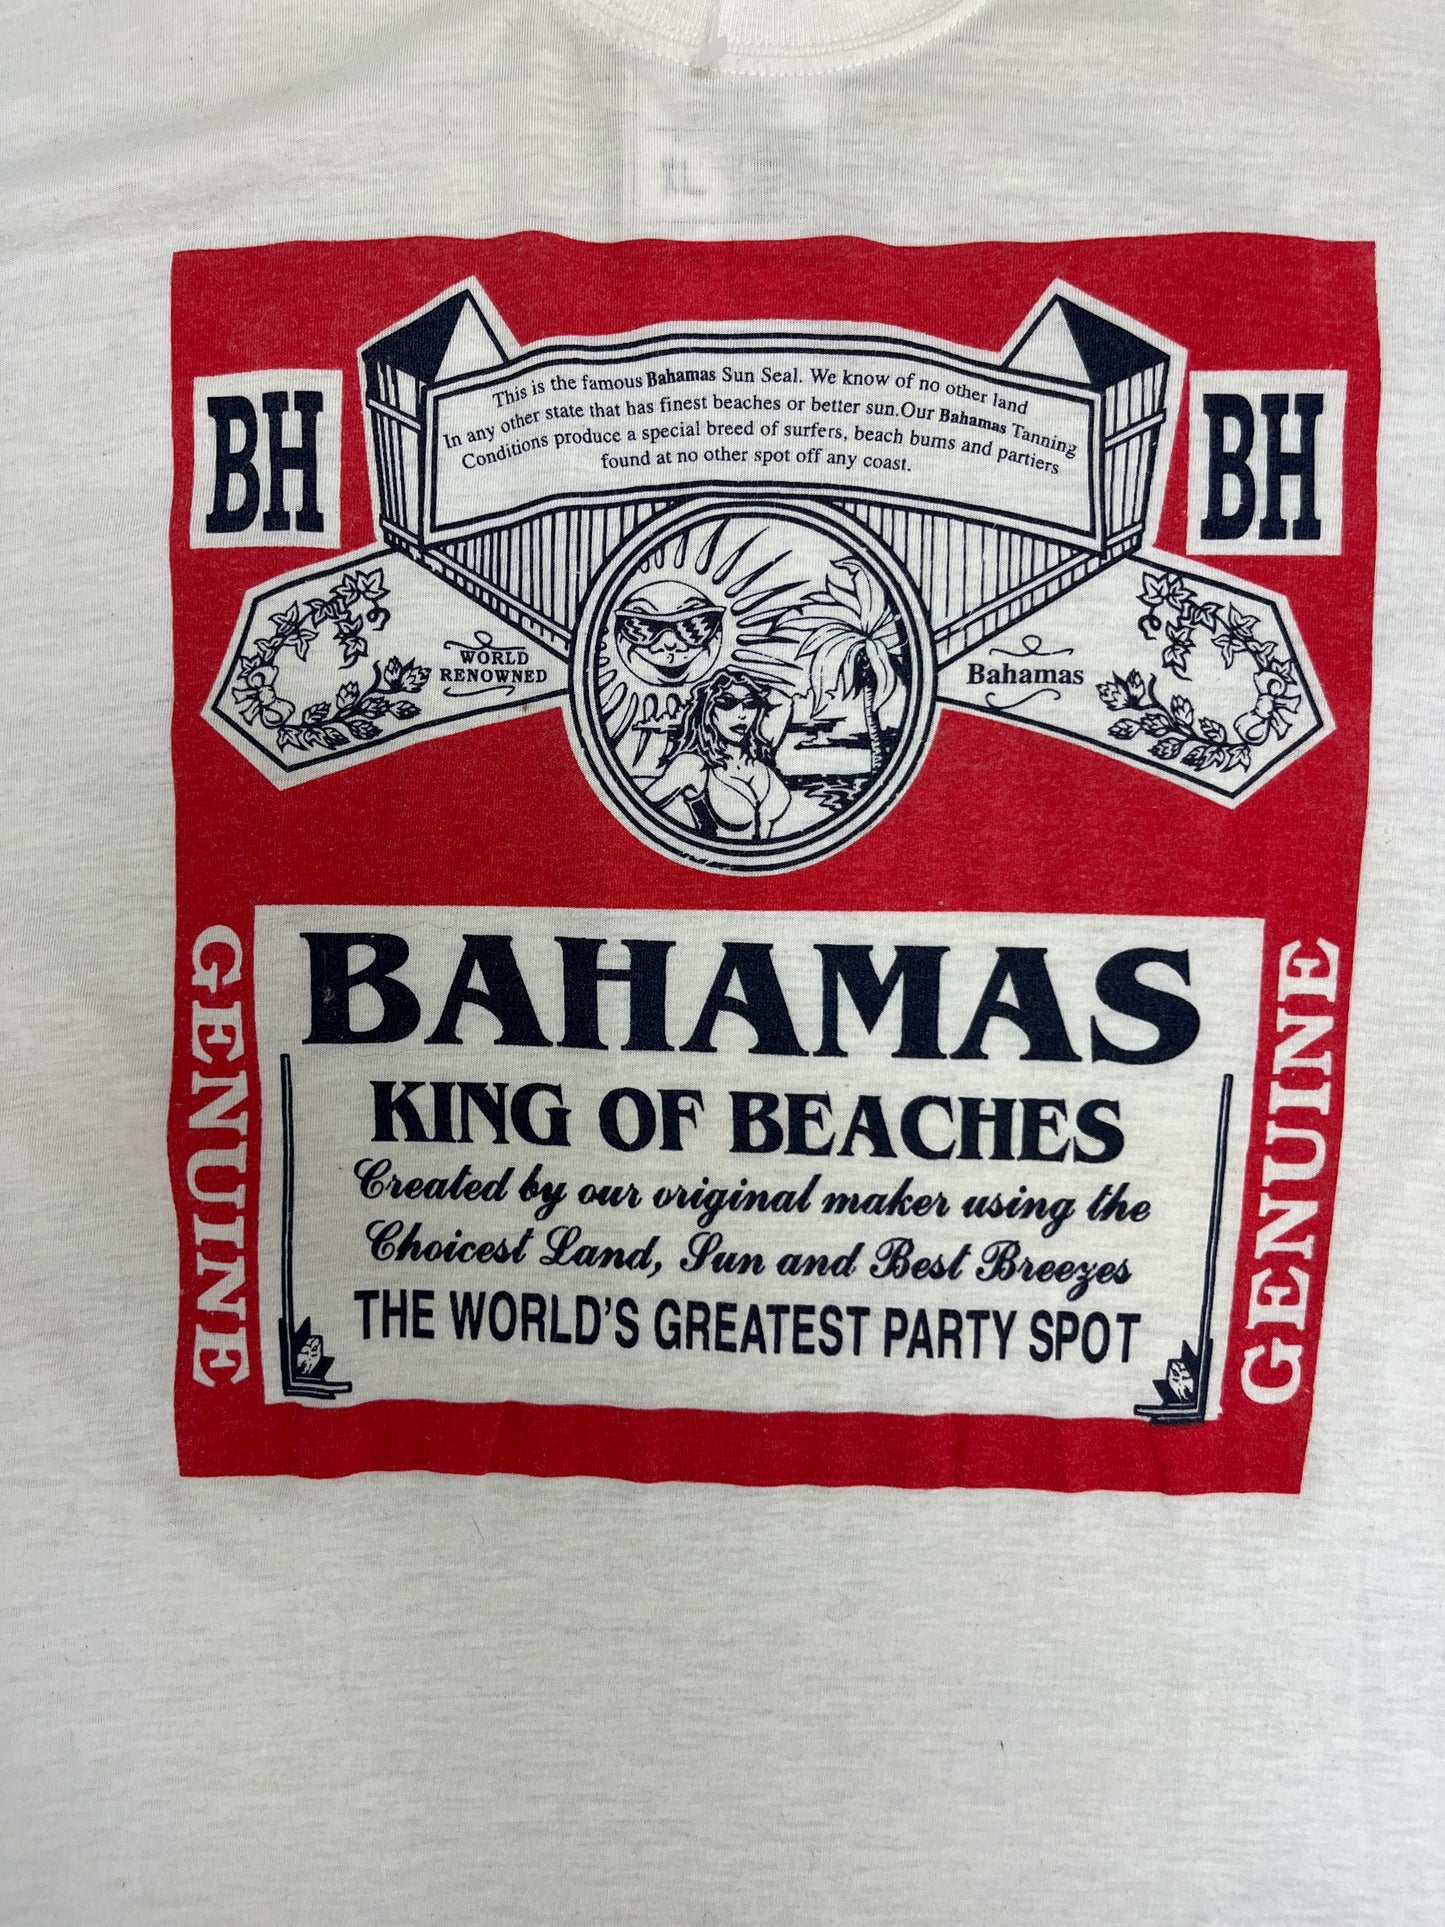 This is the famous Bahamas Sun Seal. We know of no other land
In any other state that has finest beaches or better sun.Our Bahamas Tanning
Conditions produce a special breed of surfers, beach bums and partiers
found at no other spot off any coast.
BH
BH
WORLD
RENOWNED
Bahamas
GENUINE
BAHAMAS
KING OF BEACHES
Created by our original maker using the
Choicest Land, Sun and Best Breezes
THE WORLD'S GREATEST PARTY SPOT
GENUINE